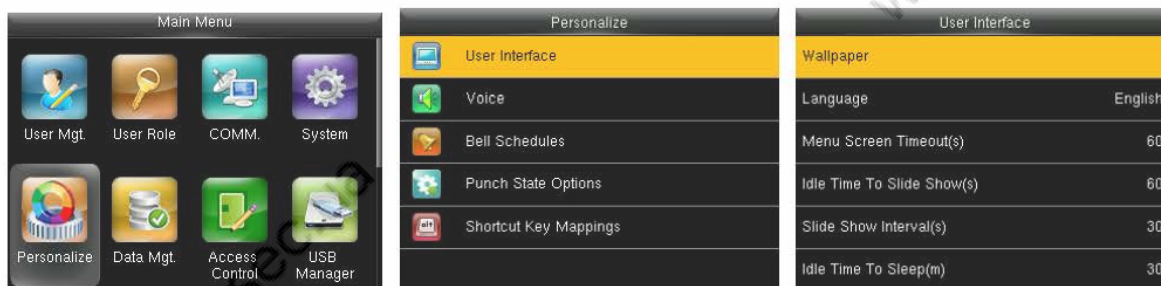 Main Menu
User Mgt.
User Role
COMM.
System
Personalize
Data Mgt.
Access
Control
USB
Manager
Personalize
User Interface
Voice
Bell Schedules
Punch State Options
alt
Shortcut Key Mappings
User Interface
Wallpaper
Language English
Menu Screen Timeout(s) 60
Idle Time To Slide Show(s) 60
Slide Show Interval(s) 30
Idle Time To Sleep(m) 30